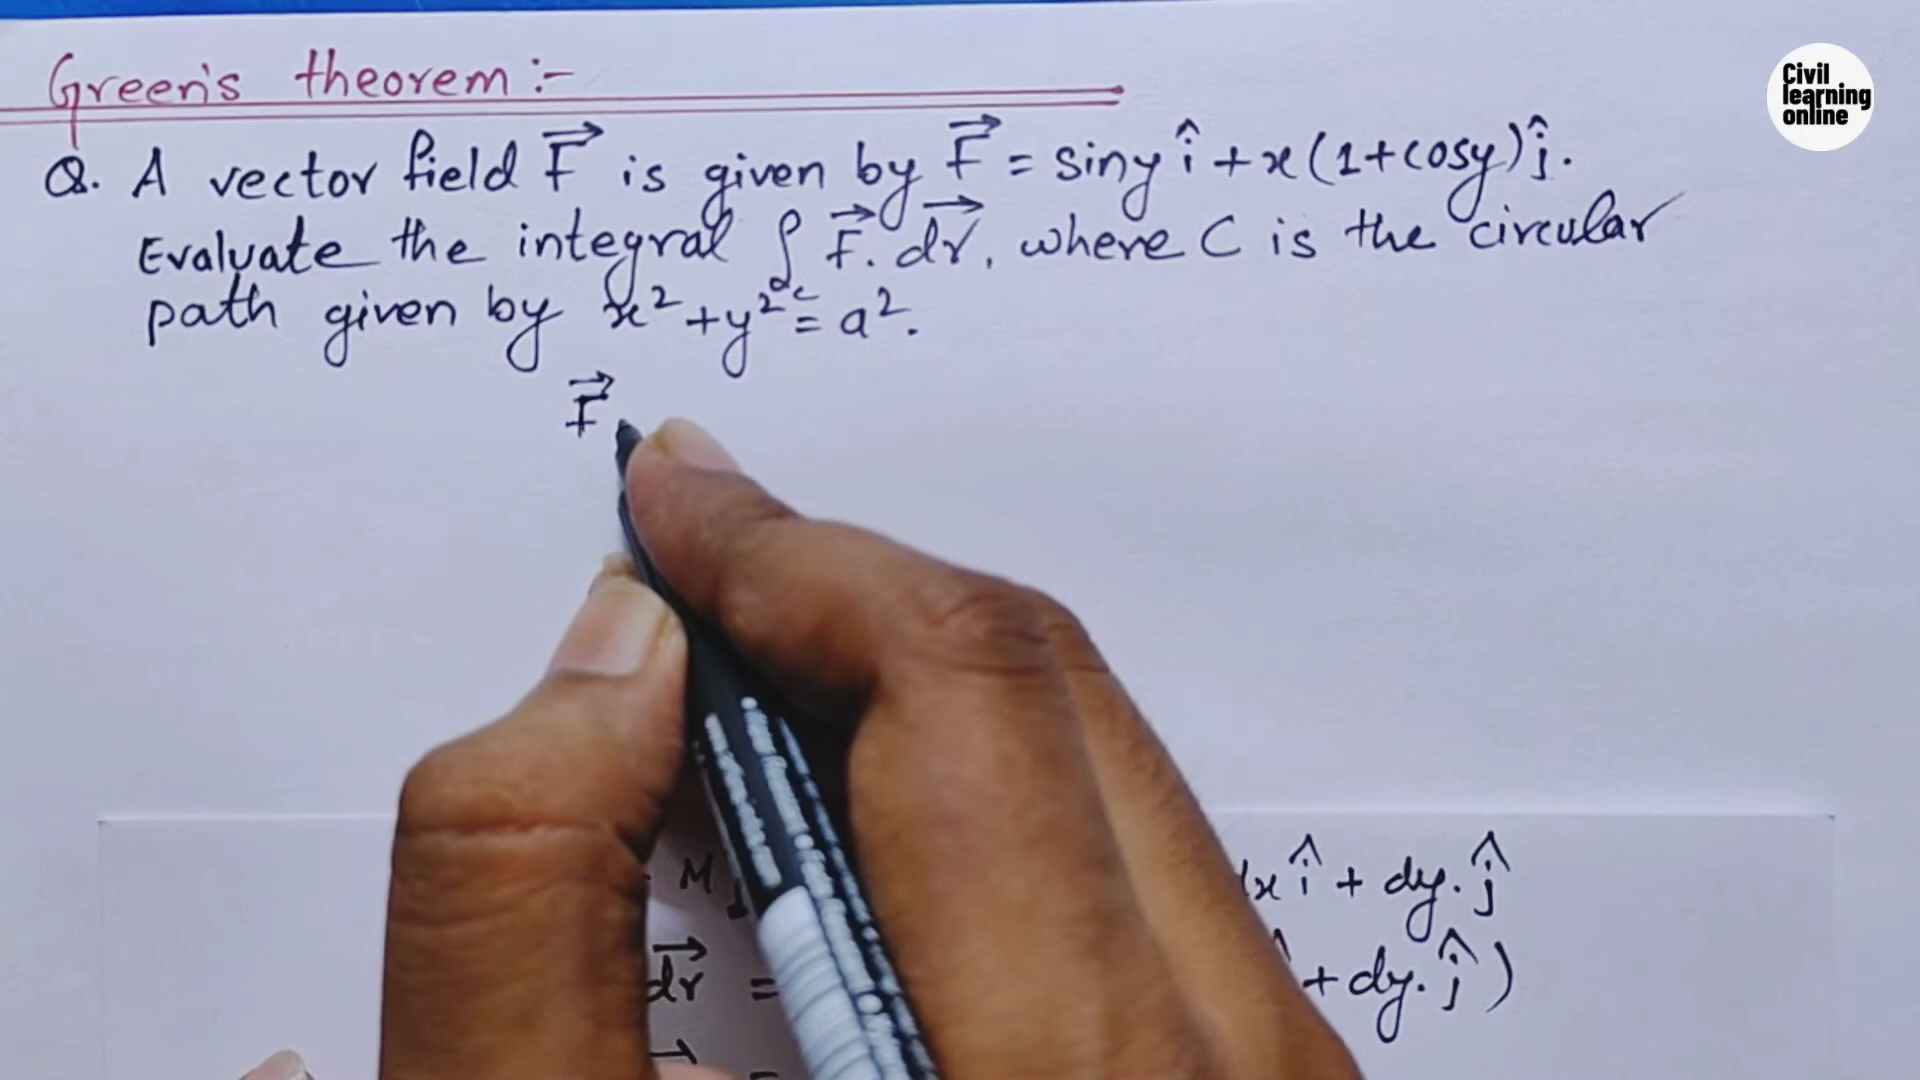 Green's theorem :-
Civil
learning
online
Q. A vector field F⃗ is given by F⃗ = siny î + x(1+cosy)ĵ.
Evaluate the integral ∫c F⃗. dr⃗, where C is the circular
path given by x² + y² = a².
F⃗
M dx î + dy. ĵ
dr⃗ = + dy. ĵ )
=